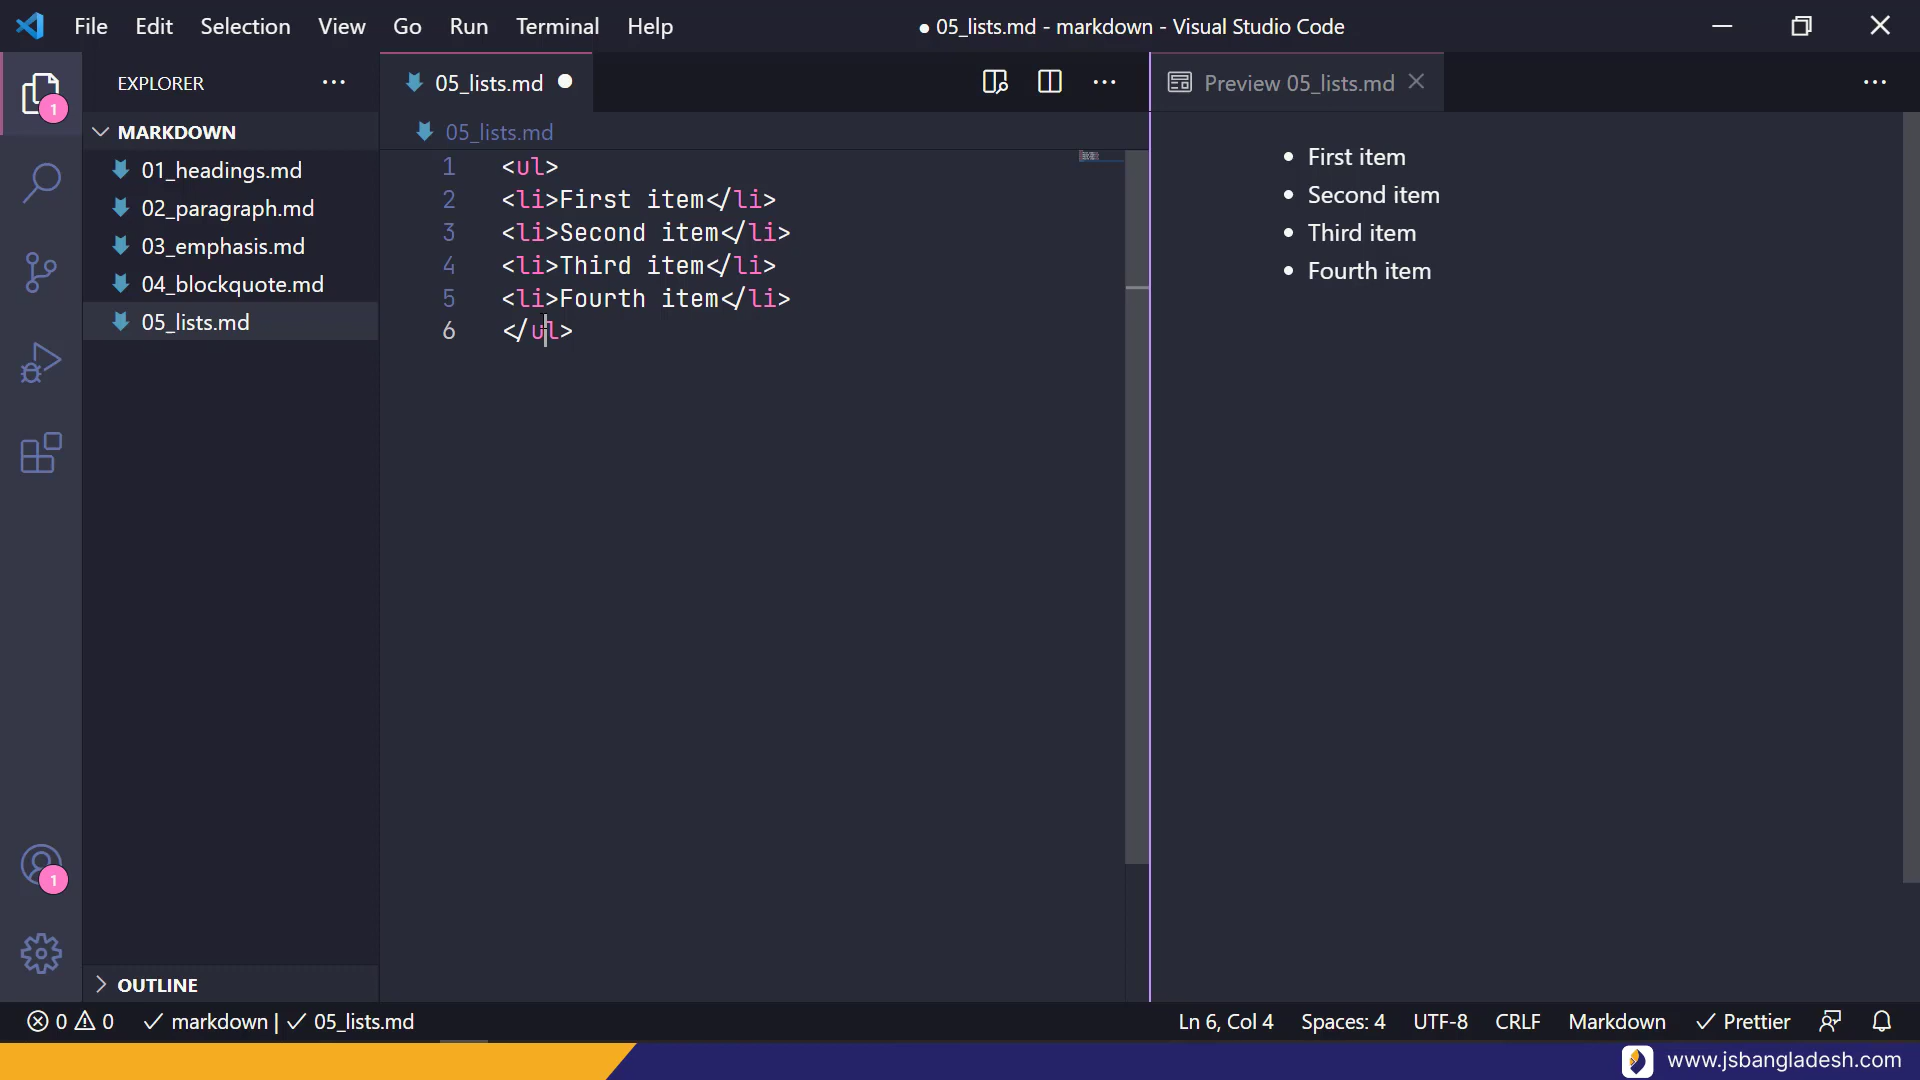 File Edit Selection View Go Run Terminal Help
● 05_lists.md - markdown - Visual Studio Code
EXPLORER
MARKDOWN
01_headings.md
02_paragraph.md
03_emphasis.md
04_blockquote.md
05_lists.md
OUTLINE
1
1
05_lists.md
05_lists.md
1 <ul>
2 <li>First item</li>
3 <li>Second item</li>
4 <li>Third item</li>
5 <li>Fourth item</li>
6 </ul>
Preview 05_lists.md
• First item
• Second item
• Third item
• Fourth item
0 0 markdown | 05_lists.md
Ln 6, Col 4 Spaces: 4 UTF-8 CRLF Markdown Prettier
www.jsbangladesh.com